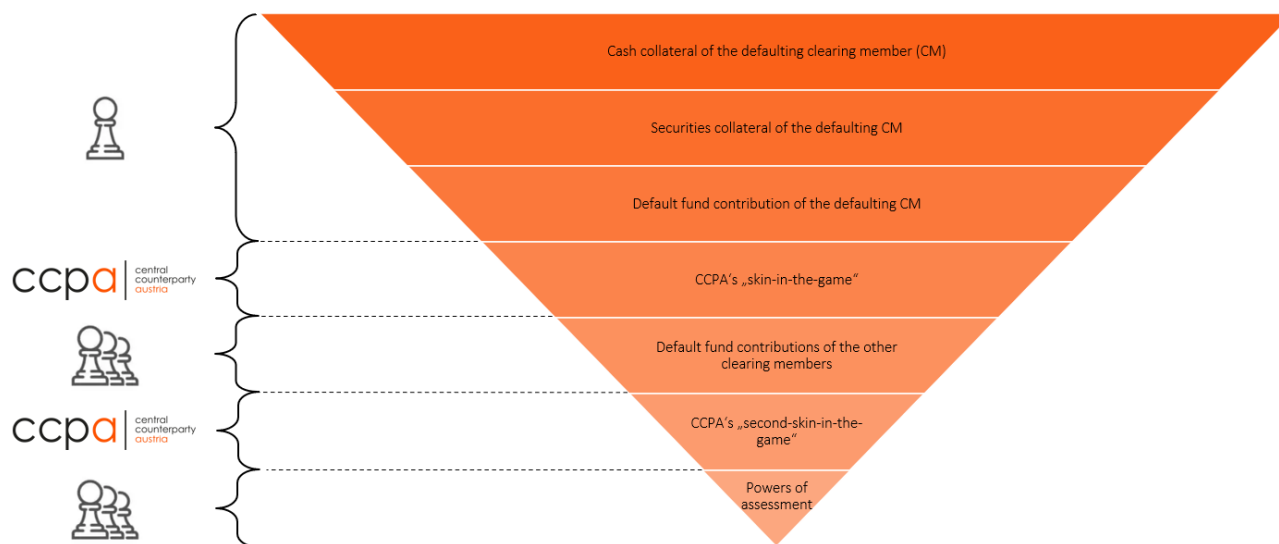 Cash collateral of the defaulting clearing member (CM)
Securities collateral of the defaulting CM
Default fund contribution of the defaulting CM
ccpa central
counterparty
austria
CCPA‘s „skin-in-the-game“
Default fund contributions of the other
clearing members
ccpa central
counterparty
austria
CCPA‘s „second-skin-in-the-
game“
Powers of
assessment